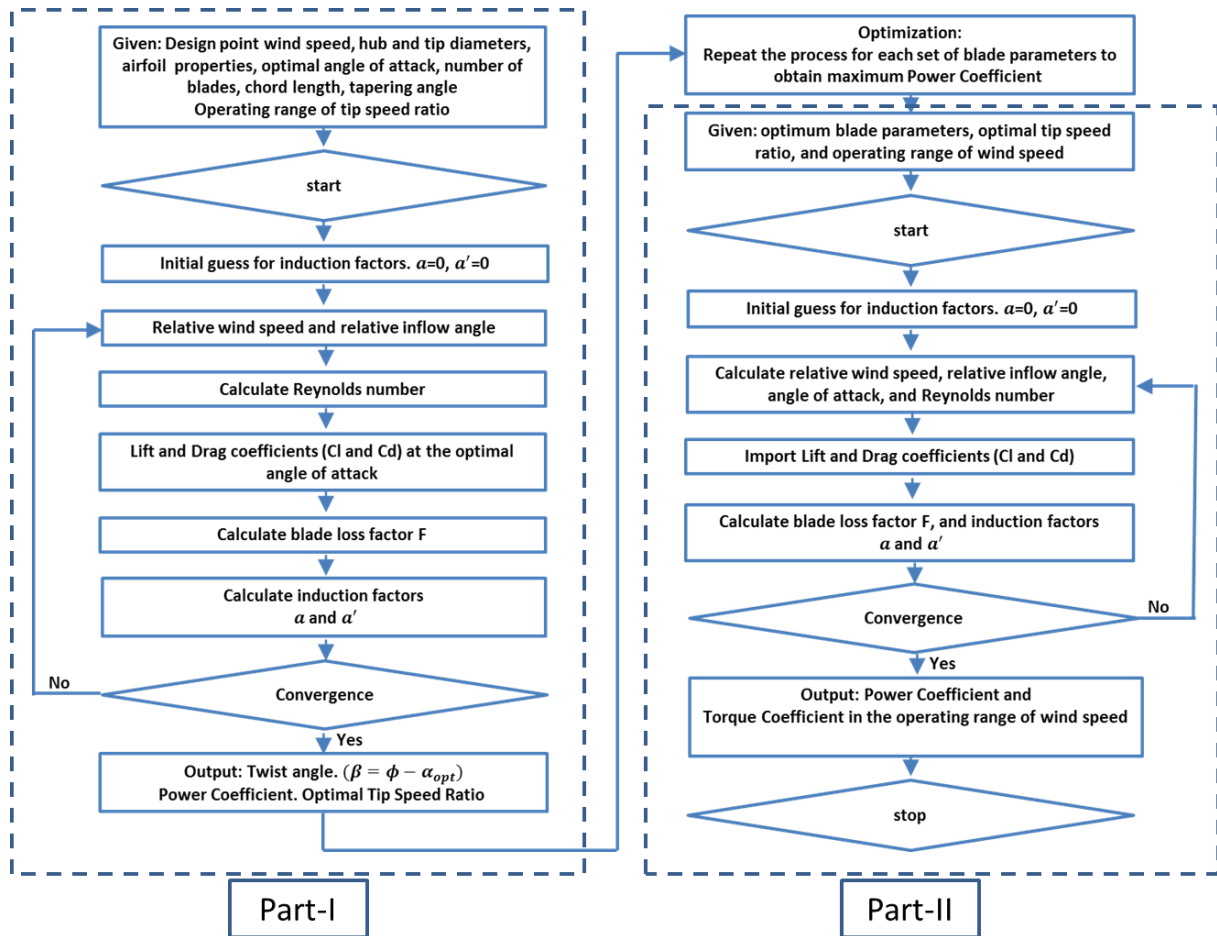 Given: Design point wind speed, hub and tip diameters,
airfoil properties, optimal angle of attack, number of
blades, chord length, tapering angle
Operating range of tip speed ratio
start
Initial guess for induction factors. a=0, a′=0
Relative wind speed and relative inflow angle
Calculate Reynolds number
Lift and Drag coefficients (Cl and Cd) at the optimal
angle of attack
Calculate blade loss factor F
Calculate induction factors
a and a′
No
Convergence
Yes
Output: Twist angle. (β = ϕ − α_opt)
Power Coefficient. Optimal Tip Speed Ratio
Part-I
Optimization:
Repeat the process for each set of blade parameters to
obtain maximum Power Coefficient
Given: optimum blade parameters, optimal tip speed
ratio, and operating range of wind speed
start
Initial guess for induction factors. a=0, a′=0
Calculate relative wind speed, relative inflow angle,
angle of attack, and Reynolds number
Import Lift and Drag coefficients (Cl and Cd)
Calculate blade loss factor F, and induction factors
a and a′
Convergence
No
Yes
Output: Power Coefficient and
Torque Coefficient in the operating range of wind speed
stop
Part-II